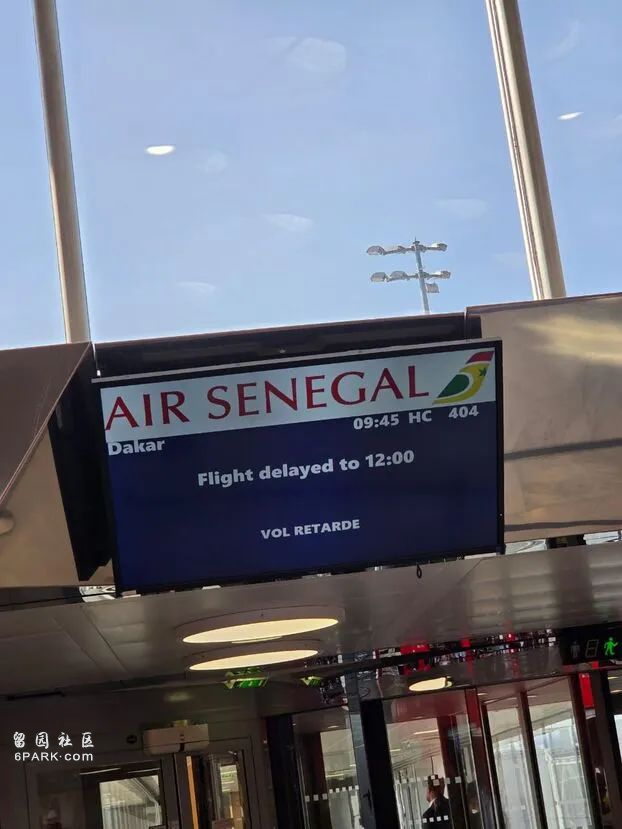 AIR SENEGAL
09:45 HC 404
Dakar
Flight delayed to 12:00
VOL RETARDE
留园社区
6PARK.com